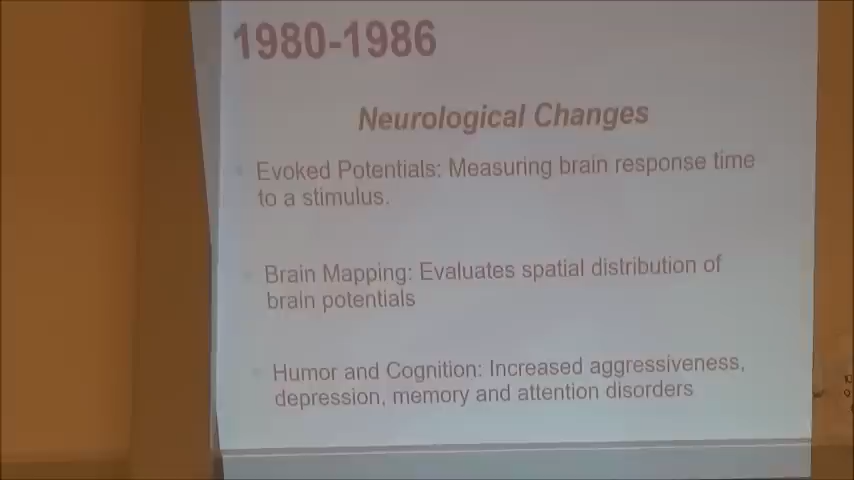 1980-1986
Neurological Changes
Evoked Potentials: Measuring brain response time
to a stimulus.
Brain Mapping: Evaluates spatial distribution of
brain potentials
Humor and Cognition: Increased aggressiveness,
depression, memory and attention disorders